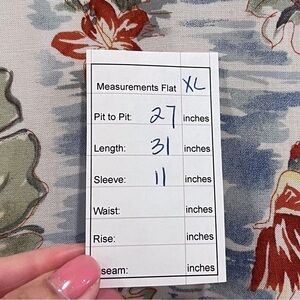 Measurements Flat XL
Pit to Pit: 27 inches
Length: 31 inches
Sleeve: 11 inches
Waist: inches
Rise: inches
seam: inches